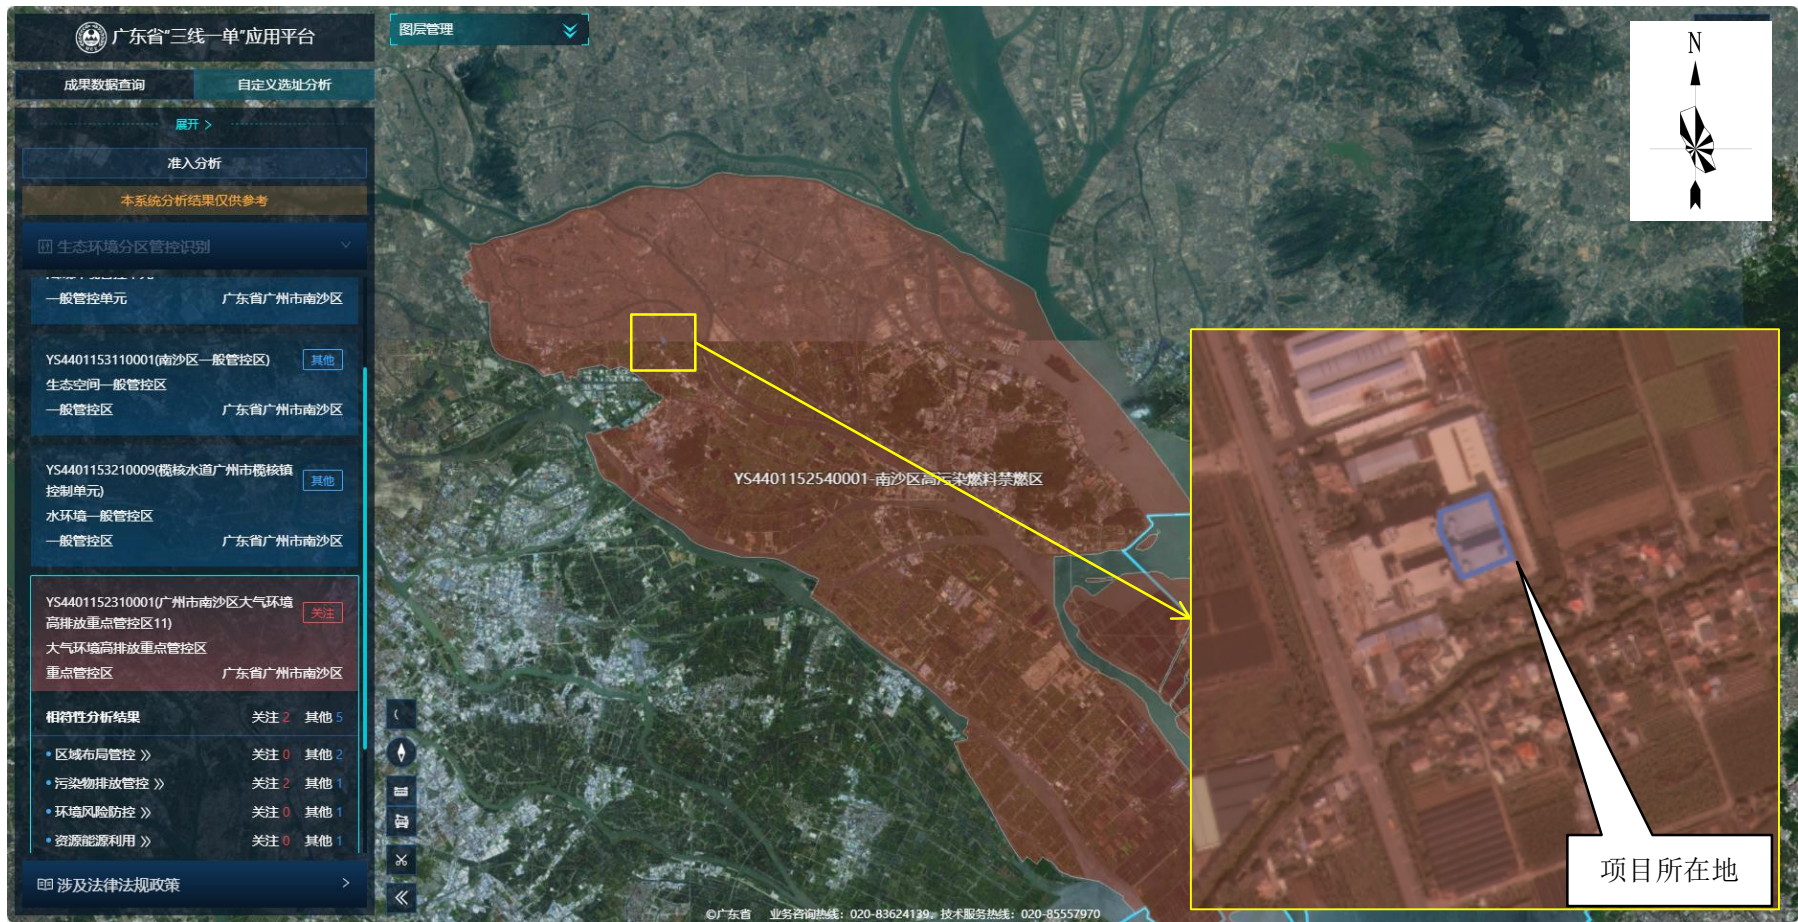 广东省"三线一单"应用平台
成果数据查询 自定义选址分析
展开 >
准入分析
本系统分析结果仅供参考
生态环境分区管控识别
一般管控单元 广东省广州市南沙区
YS4401153110001(南沙区一般管控区) 其他
生态空间一般管控区
一般管控区 广东省广州市南沙区
YS4401153210009(榄核水道广州市榄核镇
控制单元) 其他
水环境一般管控区
一般管控区 广东省广州市南沙区
YS4401152310001(广州市南沙区大气环境
高排放重点管控区11) 关注
大气环境高排放重点管控区
重点管控区 广东省广州市南沙区
相符性分析结果 关注 2 其他 5
区域布局管控 关注 0 其他 2
污染物排放管控 关注 2 其他 1
环境风险防控 关注 0 其他 1
资源能源利用 关注 0 其他 1
涉及法律法规政策 >
图层管理
YS4401152540001-南沙区高污染燃料禁燃区
N
项目所在地
©广东省 业务咨询热线：020-83624139，技术服务热线：020-85557970